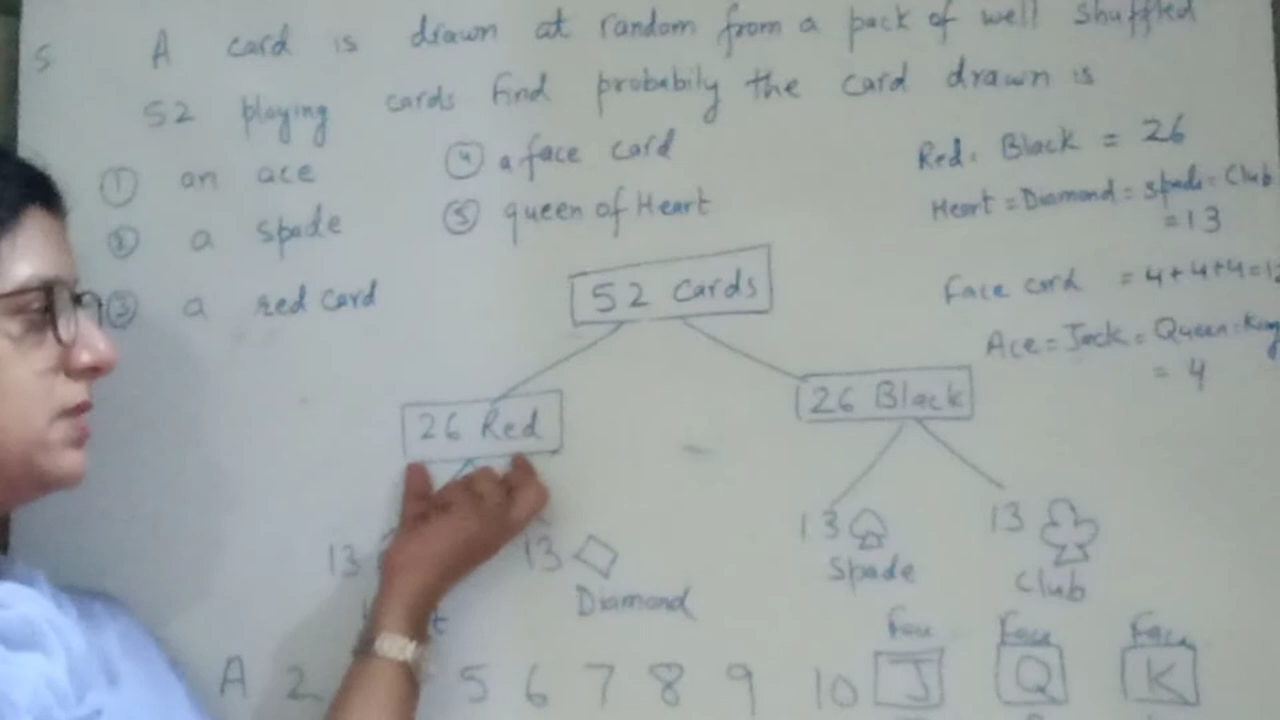 5 A card is drawn at random from a pack of well shuffled
52 playing cards find probabily the card drawn is
① an ace
② a spade
③ a red card
④ a face card
⑤ queen of Heart
Red = Black = 26
Heart = Diamond = spade = Club
= 13
Face card = 4+4+4=12
Ace = Jack = Queen = King
= 4
52 cards
26 Red
26 Black
13
13
Diamond
13
Spade
13
Club
Face
Face
Face
A 2 5 6 7 8 9 10 J Q K